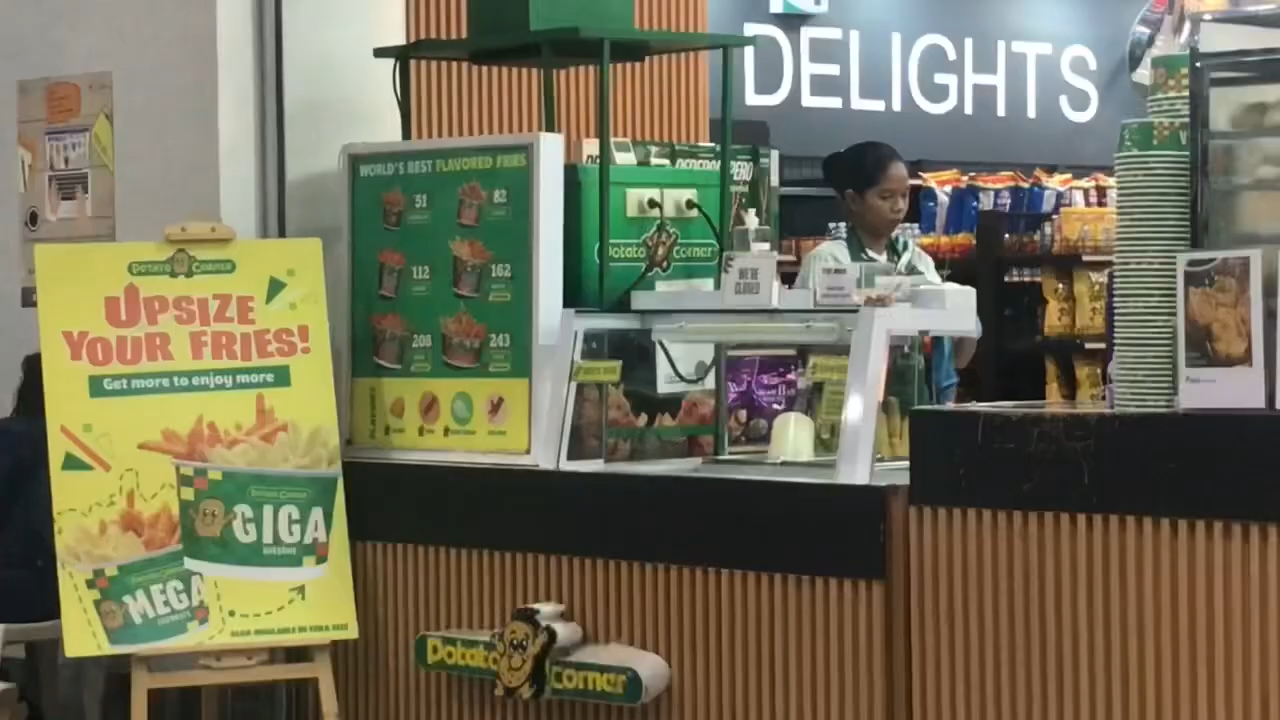 DELIGHTS
WORLD'S BEST FLAVORED FRIES
51
82
112
162
208
243
FLAVORS
Potato Corner
WE'RE
CLOSED
POTATO CORNER
UPSIZE
YOUR FRIES!
Get more to enjoy more
POTATO CORNER
GIGA
MEGA
Potato Corner